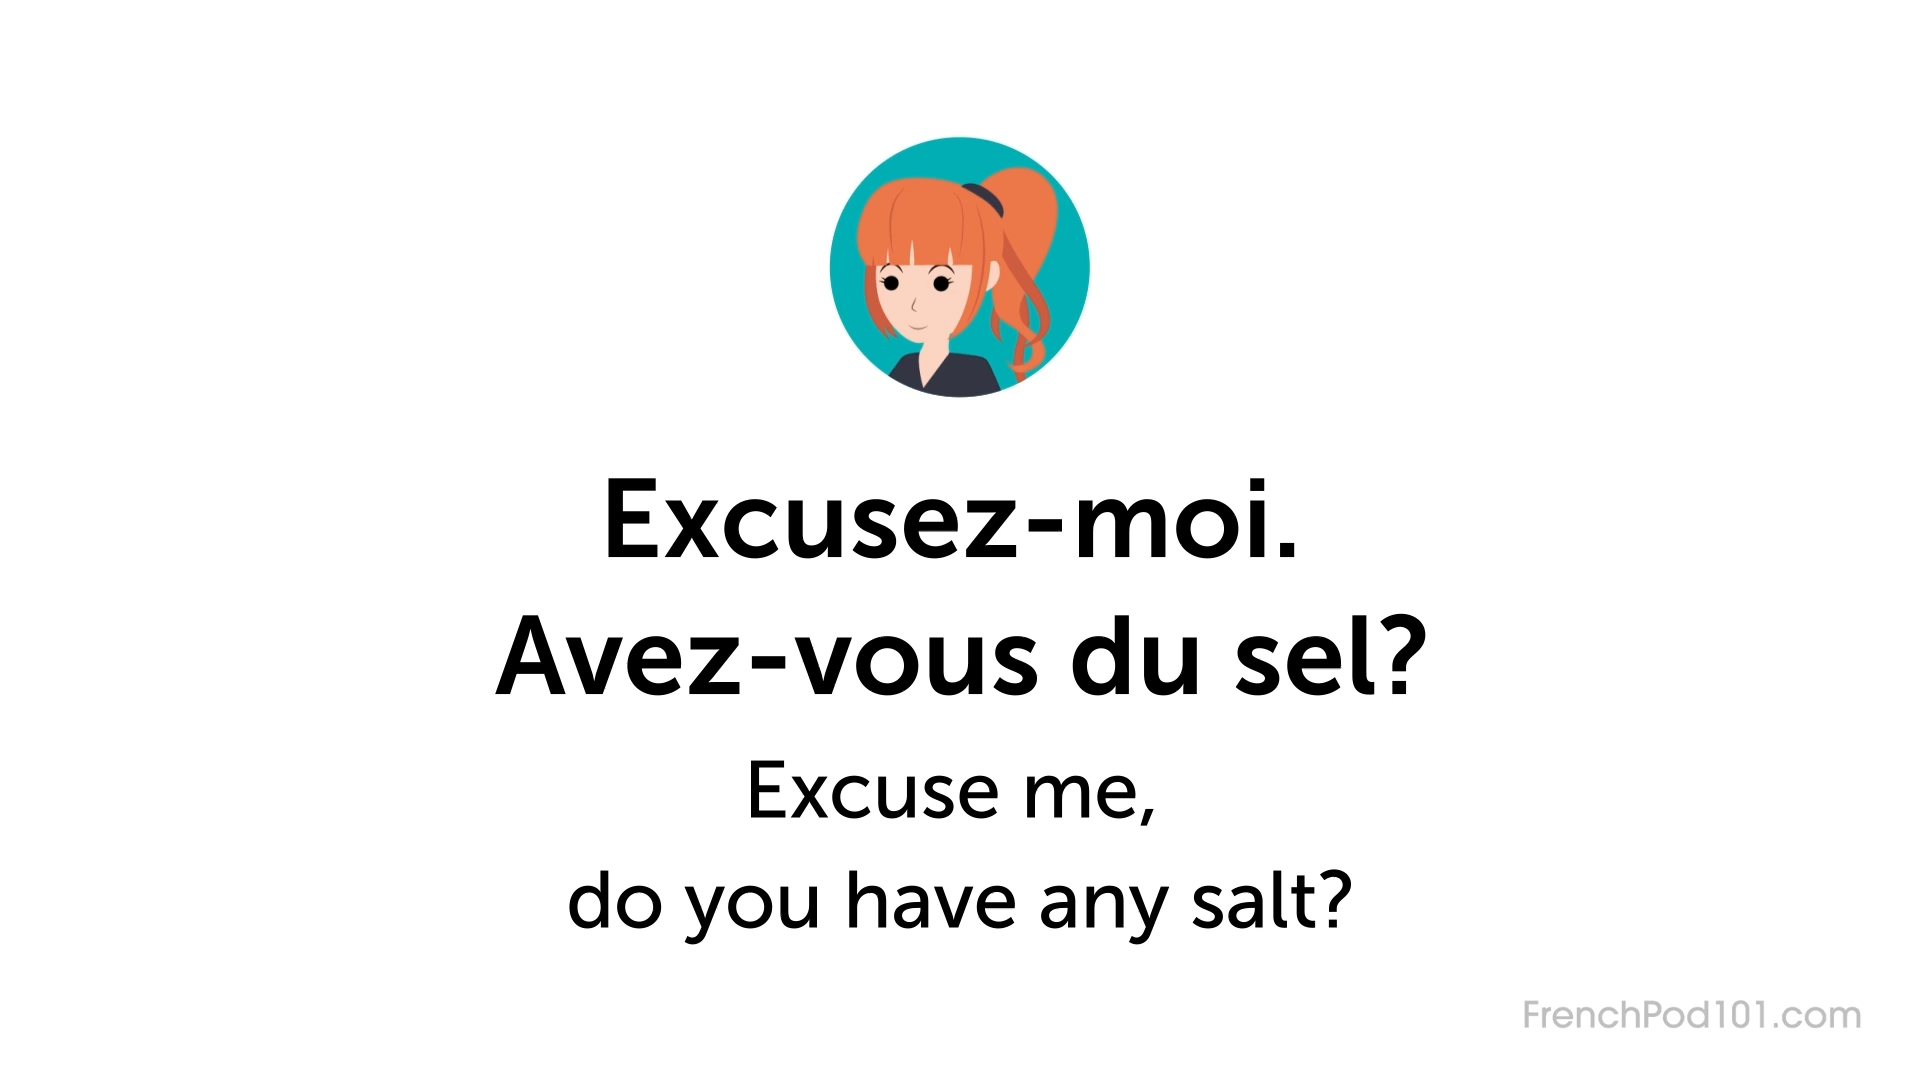 Excusez-moi.
Avez-vous du sel?
Excuse me,
do you have any salt?
FrenchPod101.com